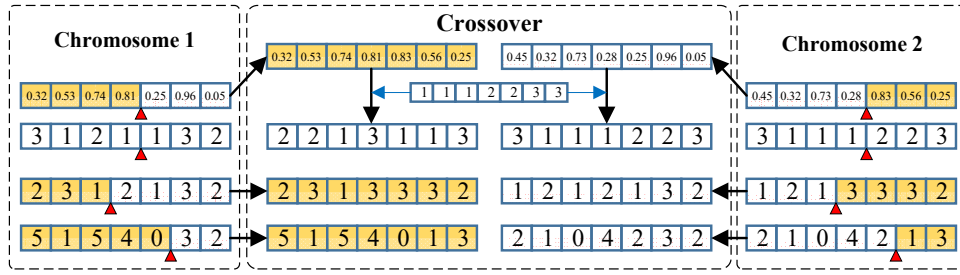 Crossover
Chromosome 1
Chromosome 2
0.32 0.53 0.74 0.81 0.83 0.56 0.25
0.45 0.32 0.73 0.28 0.25 0.96 0.05
0.32 0.53 0.74 0.81 0.25 0.96 0.05
1 1 1 2 2 3 3
0.45 0.32 0.73 0.28 0.83 0.56 0.25
3 1 2 1 1 3 2
2 2 1 3 1 1 3
3 1 1 1 2 2 3
3 1 1 1 2 2 3
2 3 1 2 1 3 2
2 3 1 3 3 3 2
1 2 1 2 1 3 2
1 2 1 3 3 3 2
5 1 5 4 0 3 2
5 1 5 4 0 1 3
2 1 0 4 2 3 2
2 1 0 4 2 1 3